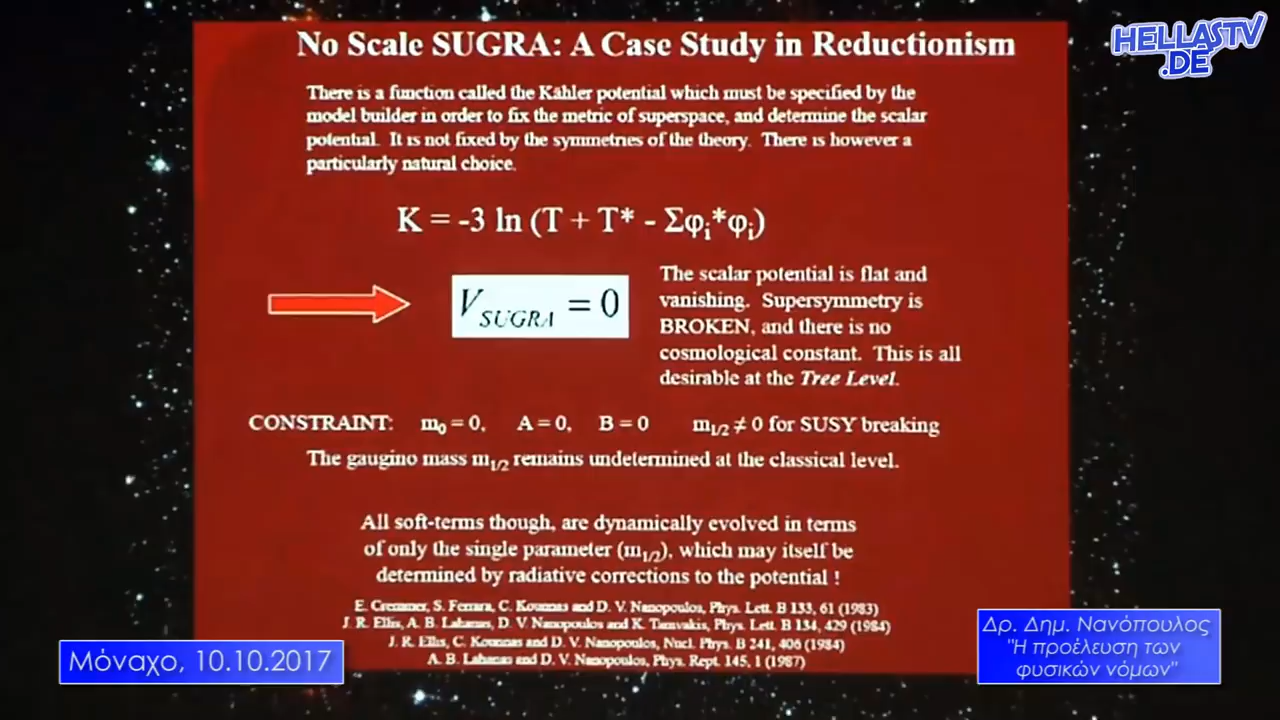 No Scale SUGRA: A Case Study in Reductionism
HELLASTV
.DE
There is a function called the Kähler potential which must be specified by the
model builder in order to fix the metric of superspace, and determine the scalar
potential. It is not fixed by the symmetries of the theory. There is however a
particularly natural choice.
K = -3 ln (T + T* - Σφᵢ*φᵢ)
V_SUGRA = 0
The scalar potential is flat and
vanishing. Supersymmetry is
BROKEN, and there is no
cosmological constant. This is all
desirable at the Tree Level.
CONSTRAINT: m₀ = 0, A = 0, B = 0 m₁/₂ ≠ 0 for SUSY breaking
The gaugino mass m₁/₂ remains undetermined at the classical level.
All soft-terms though, are dynamically evolved in terms
of only the single parameter (m₁/₂), which may itself be
determined by radiative corrections to the potential !
E. Cremmer, S. Ferrara, C. Kounnas and D. V. Nanopoulos, Phys. Lett. B 133, 61 (1983)
J. R. Ellis, A. B. Lahanas, D. V. Nanopoulos and K. Tamvakis, Phys. Lett. B 134, 429 (1984)
J. R. Ellis, C. Kounnas and D. V. Nanopoulos, Nucl. Phys. B 241, 406 (1984)
A. B. Lahanas and D. V. Nanopoulos, Phys. Rept. 145, 1 (1987)
Μόναχο, 10.10.2017
Δρ. Δημ. Νανόπουλος
"Η προέλευση των
φυσικών νόμων"